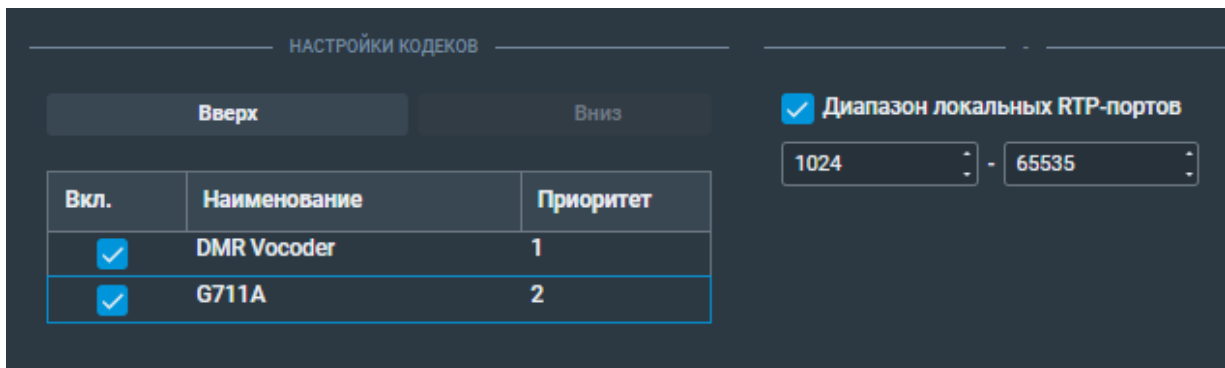 НАСТРОЙКИ КОДЕКОВ
-
Вверх
Вниз
Диапазон локальных RTP-портов
1024 - 65535
Вкл. Наименование Приоритет
DMR Vocoder 1
G711A 2